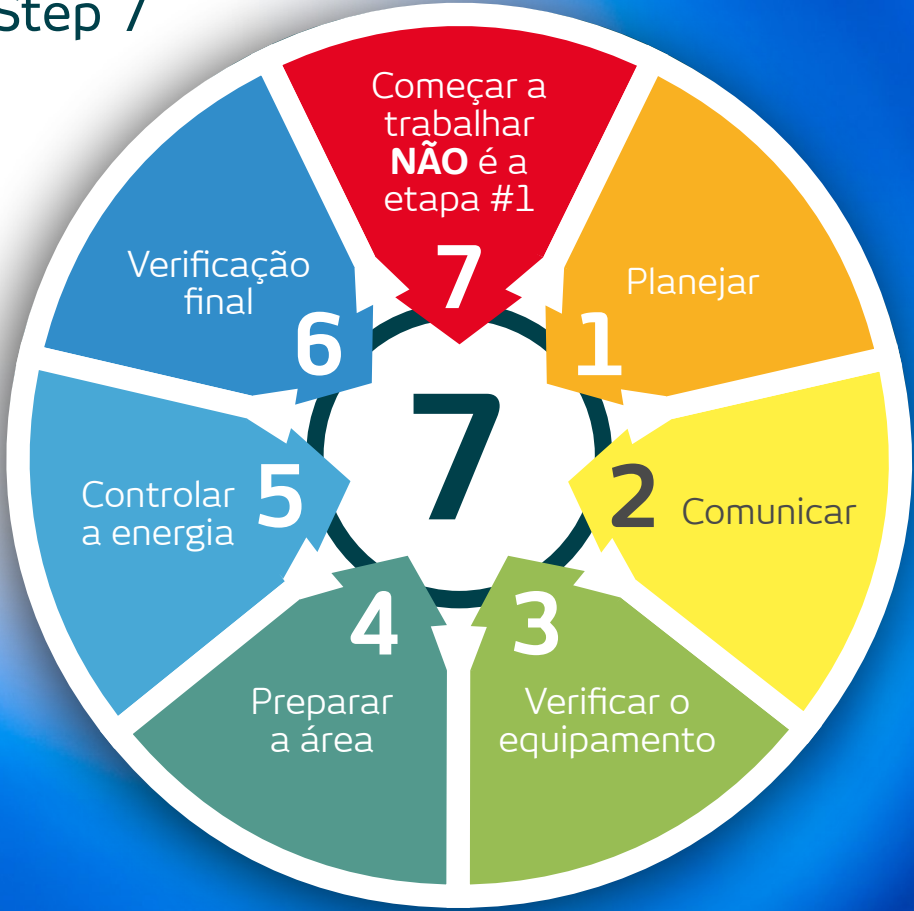 Step 7
Começar a
trabalhar
NÃO é a
etapa #1
7
Planejar
1
2
Comunicar
3
Verificar o
equipamento
4
Preparar
a área
5
Controlar
a energia
6
Verificação
final
7